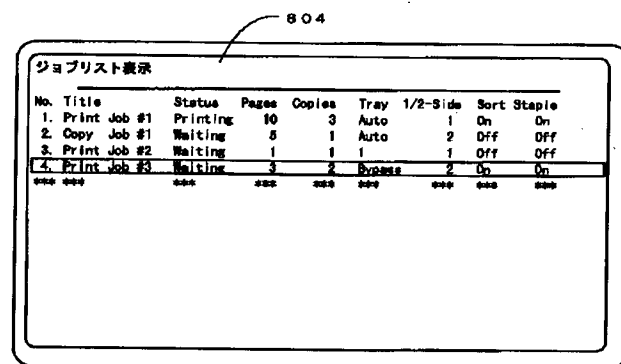 804
ジョブリスト表示
No. Title Status Pages Copies Tray 1/2-Side Sort Staple
1. Print Job #1 Printing 10 3 Auto 1 On On
2. Copy Job #1 Waiting 5 1 Auto 2 Off Off
3. Print Job #2 Waiting 1 1 1 1 Off Off
4. Print Job #3 Waiting 3 2 Bypass 2 On On
*** *** *** *** *** *** *** *** ***